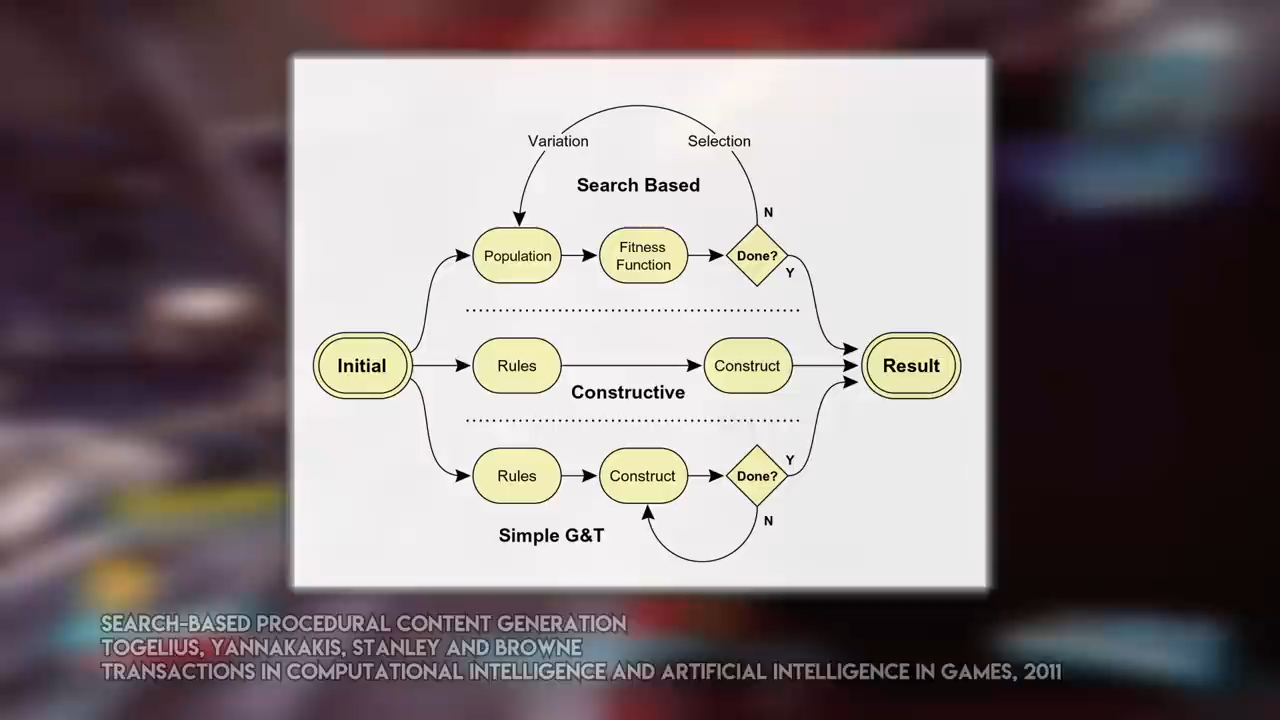 Variation
Selection
Search Based
N
Population
Fitness
Function
Done?
Y
Initial
Rules
Construct
Result
Constructive
Rules
Construct
Done?
Y
N
Simple G&T
SEARCH-BASED PROCEDURAL CONTENT GENERATION
TOGELIUS, YANNAKAKIS, STANLEY AND BROWNE
TRANSACTIONS IN COMPUTATIONAL INTELLIGENCE AND ARTIFICIAL INTELLIGENCE IN GAMES, 2011